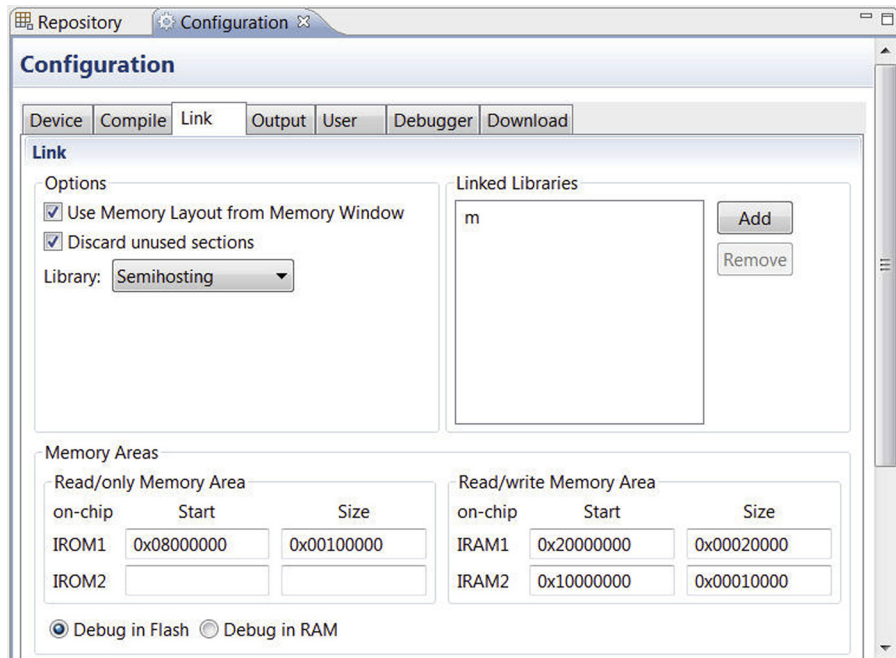 Repository Configuration
Configuration
Device Compile Link Output User Debugger Download
Link
Options
Use Memory Layout from Memory Window
Discard unused sections
Library: Semihosting
Linked Libraries
m
Add
Remove
Memory Areas
Read/only Memory Area
on-chip Start Size
IROM1 0x08000000 0x00100000
IROM2
Read/write Memory Area
on-chip Start Size
IRAM1 0x20000000 0x00020000
IRAM2 0x10000000 0x00010000
Debug in Flash Debug in RAM